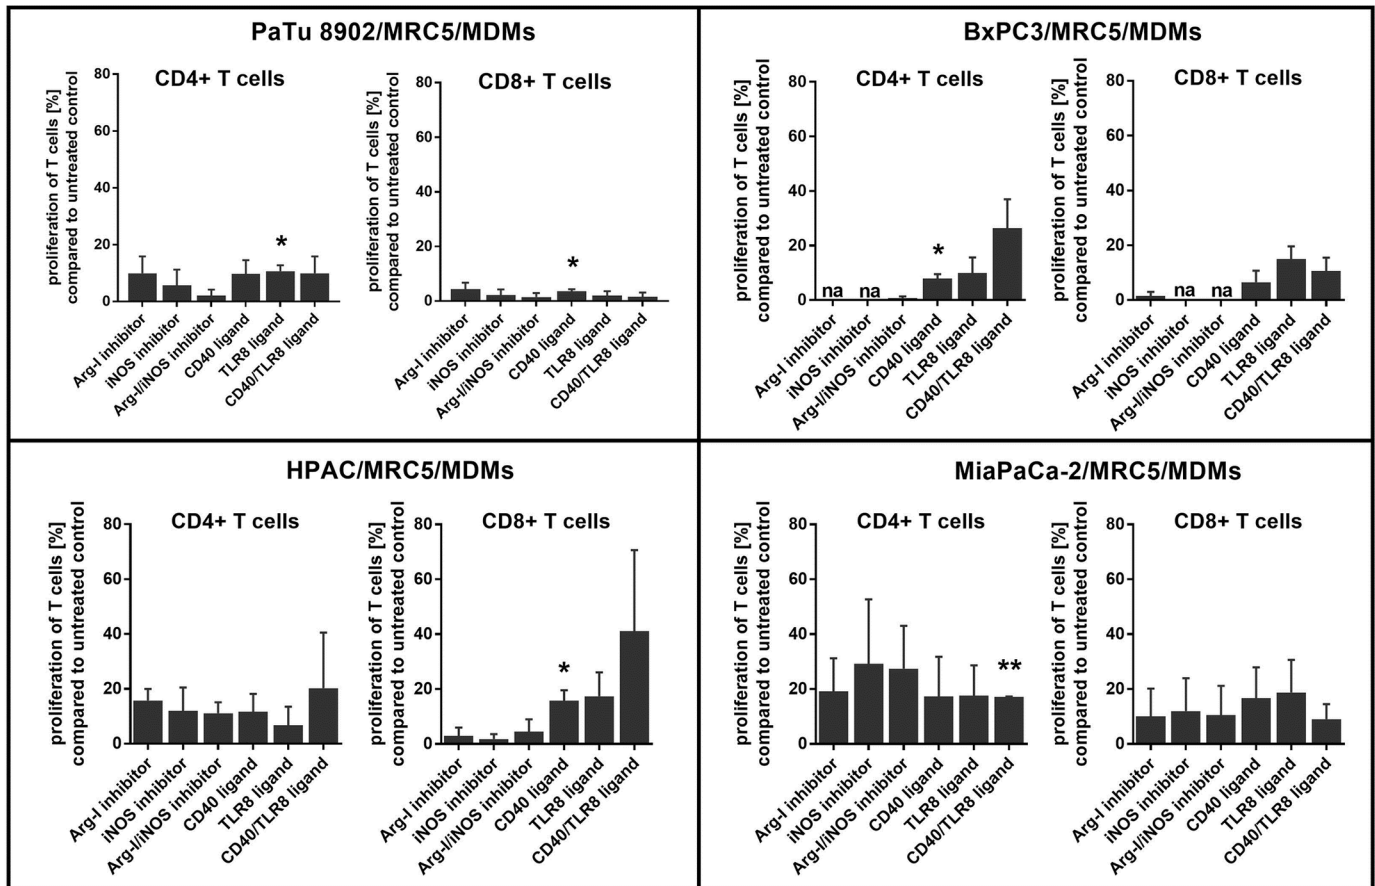 PaTu 8902/MRC5/MDMs
proliferation of T cells [%]
compared to untreated control
CD4+ T cells
80
60
40
20
0
*
Arg-I inhibitor
iNOS inhibitor
Arg-I/iNOS inhibitor
CD40 ligand
TLR8 ligand
CD40/TLR8 ligand
proliferation of T cells [%]
compared to untreated control
CD8+ T cells
80
60
40
20
0
*
Arg-I inhibitor
iNOS inhibitor
Arg-I/iNOS inhibitor
CD40 ligand
TLR8 ligand
CD40/TLR8 ligand
BxPC3/MRC5/MDMs
proliferation of T cells [%]
compared to untreated control
CD4+ T cells
80
60
40
20
0
na
na
*
Arg-I inhibitor
iNOS inhibitor
Arg-I/iNOS inhibitor
CD40 ligand
TLR8 ligand
CD40/TLR8 ligand
proliferation of T cells [%]
compared to untreated control
CD8+ T cells
80
60
40
20
0
na
na
Arg-I inhibitor
iNOS inhibitor
Arg-I/iNOS inhibitor
CD40 ligand
TLR8 ligand
CD40/TLR8 ligand
HPAC/MRC5/MDMs
proliferation of T cells [%]
compared to untreated control
CD4+ T cells
80
60
40
20
0
Arg-I inhibitor
iNOS inhibitor
Arg-I/iNOS inhibitor
CD40 ligand
TLR8 ligand
CD40/TLR8 ligand
proliferation of T cells [%]
compared to untreated control
CD8+ T cells
80
60
40
20
0
*
Arg-I inhibitor
iNOS inhibitor
Arg-I/iNOS inhibitor
CD40 ligand
TLR8 ligand
CD40/TLR8 ligand
MiaPaCa-2/MRC5/MDMs
proliferation of T cells [%]
compared to untreated control
CD4+ T cells
80
60
40
20
0
**
Arg-I inhibitor
iNOS inhibitor
Arg-I/iNOS inhibitor
CD40 ligand
TLR8 ligand
CD40/TLR8 ligand
proliferation of T cells [%]
compared to untreated control
CD8+ T cells
80
60
40
20
0
Arg-I inhibitor
iNOS inhibitor
Arg-I/iNOS inhibitor
CD40 ligand
TLR8 ligand
CD40/TLR8 ligand